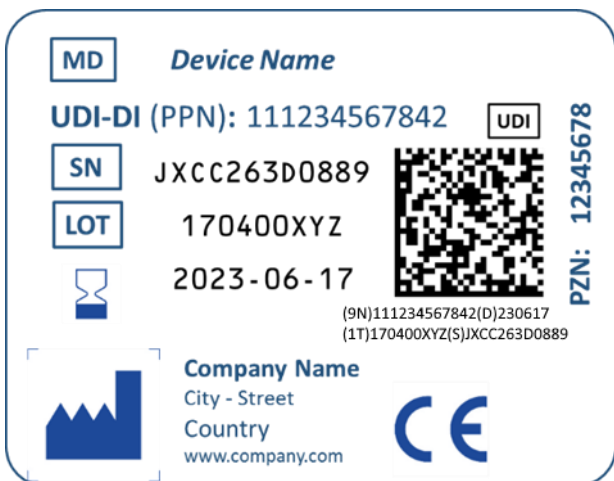 MD Device Name
UDI-DI (PPN): 111234567842 UDI
SN JXCC263D0889
LOT 170400XYZ
2023-06-17
(9N)111234567842(D)230617
(1T)170400XYZ(S)JXCC263D0889
PZN: 12345678
Company Name
City - Street
Country
www.company.com
CE